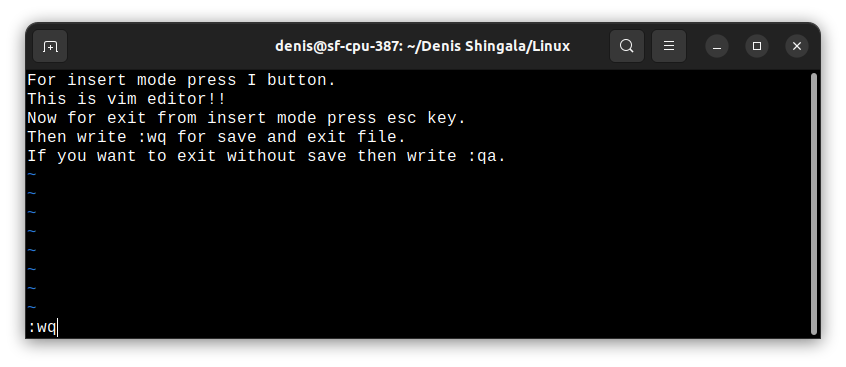 denis@sf-cpu-387: ~/Denis Shingala/Linux
For insert mode press I button.
This is vim editor!!
Now for exit from insert mode press esc key.
Then write :wq for save and exit file.
If you want to exit without save then write :qa.
~
~
~
~
~
~
~
~
:wq